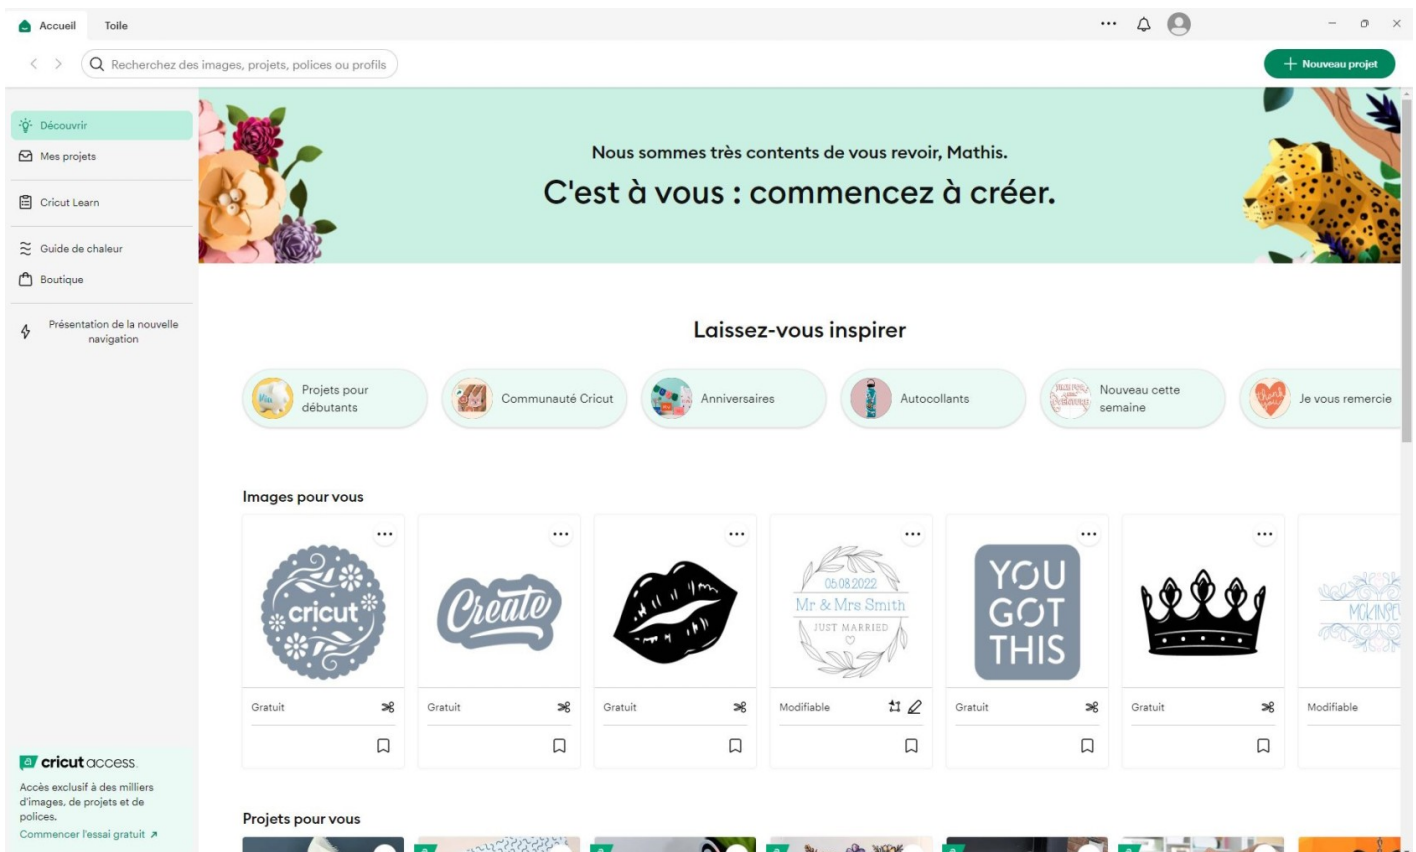 Accueil
Toile
Recherchez des images, projets, polices ou profils
Nouveau projet
Découvrir
Mes projets
Cricut Learn
Guide de chaleur
Boutique
Présentation de la nouvelle
navigation
Nous sommes très contents de vous revoir, Mathis.
C'est à vous : commencez à créer.
Laissez-vous inspirer
Projets pour
débutants
Communauté Cricut
Anniversaires
Autocollants
Nouveau cette
semaine
Je vous remercie
Images pour vous
cricut
Create
05.08.2022
Mr & Mrs Smith
JUST MARRIED
YOU
GOT
THIS
Gratuit
Gratuit
Gratuit
Modifiable
Gratuit
Gratuit
Modifiable
cricut access.
Accès exclusif à des milliers
d'images, de projets et de
polices.
Commencer l'essai gratuit
Projets pour vous